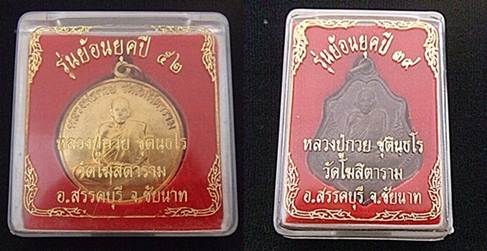 รุ่นย้อนยุคปี ๕๒
หลวงปู่กวย ชุตินฺธโร
วัดโฆสิตาราม
อ.สรรคบุรี จ.ชัยนาท
รุ่นย้อนยุคปี ๓๙
หลวงปู่กวย ชุตินฺธโร
วัดโฆสิตาราม
อ.สรรคบุรี จ.ชัยนาท